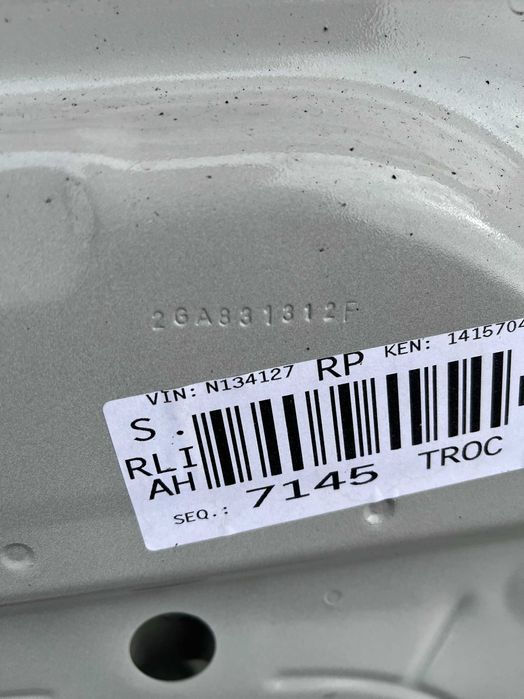 2GA831312F
VIN: N134127 RP KEN: 1415704
S.
RLI
AH
SEQ.: 7145 TROC